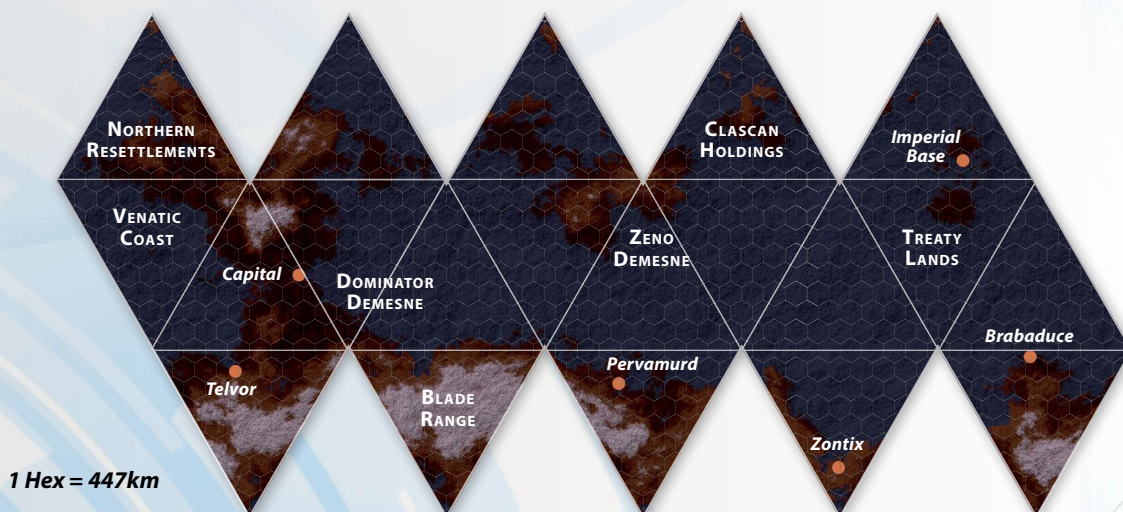 Northern
Resettlements
Clascan
Holdings
Imperial
Base
Venatic
Coast
Zeno
Demesne
Treaty
Lands
Capital
Dominator
Demesne
Brabaduce
Telvor
Pervamurd
Blade
Range
Zontix
1 Hex = 447km